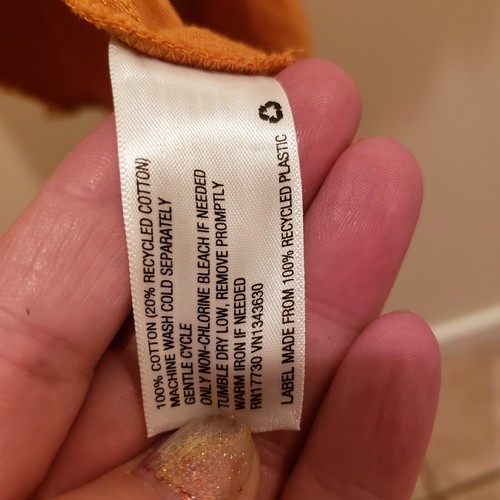 100% COTTON (20% RECYCLED COTTON)
MACHINE WASH COLD SEPARATELY
GENTLE CYCLE
ONLY NON-CHLORINE BLEACH IF NEEDED
TUMBLE DRY LOW, REMOVE PROMPTLY
WARM IRON IF NEEDED
RN17730 VN1343630
LABEL MADE FROM 100% RECYCLED PLASTIC